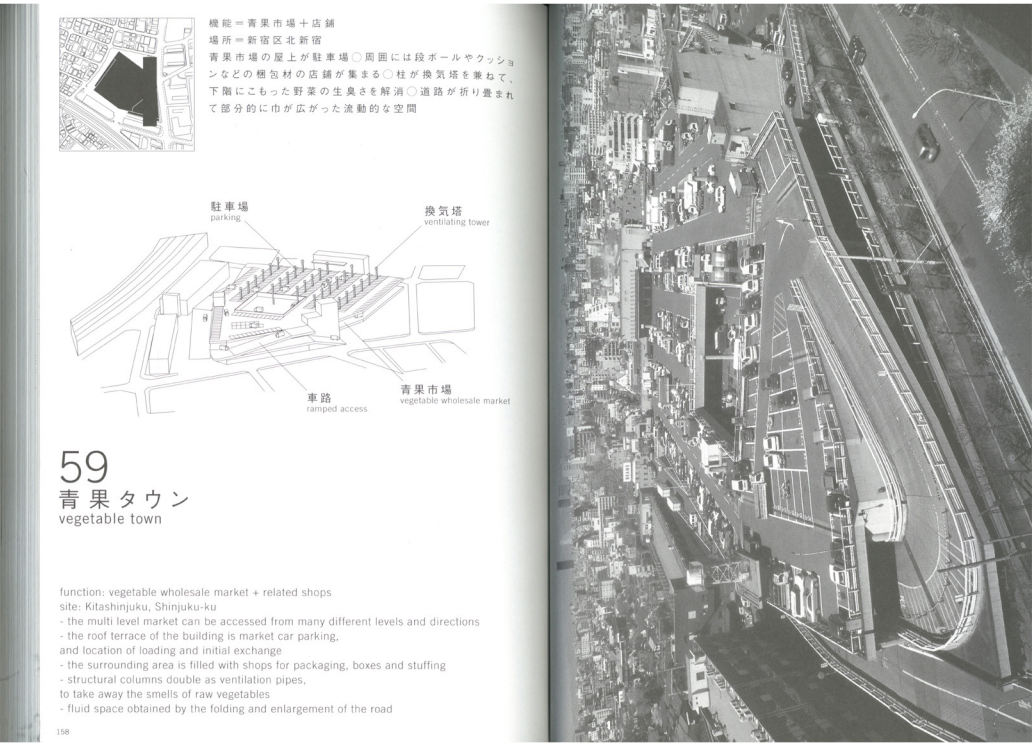 機能＝青果市場＋店鋪
場所＝新宿区北新宿
青果市場の屋上が駐車場○周囲には段ボールやクッショ
ンなどの梱包材の店鋪が集まる○柱が換気塔を兼ねて、
下階にこもった野菜の生臭さを解消○道路が折り畳まれ
て部分的に巾が広がった流動的な空間
駐車場
parking
換気塔
ventilating tower
車路
ramped access
青果市場
vegetable wholesale market
59
青果タウン
vegetable town
function: vegetable wholesale market + related shops
site: Kitashinjuku, Shinjuku-ku
- the multi level market can be accessed from many different levels and directions
- the roof terrace of the building is market car parking,
and location of loading and initial exchange
- the surrounding area is filled with shops for packaging, boxes and stuffing
- structural columns double as ventilation pipes,
to take away the smells of raw vegetables
- fluid space obtained by the folding and enlargement of the road
158